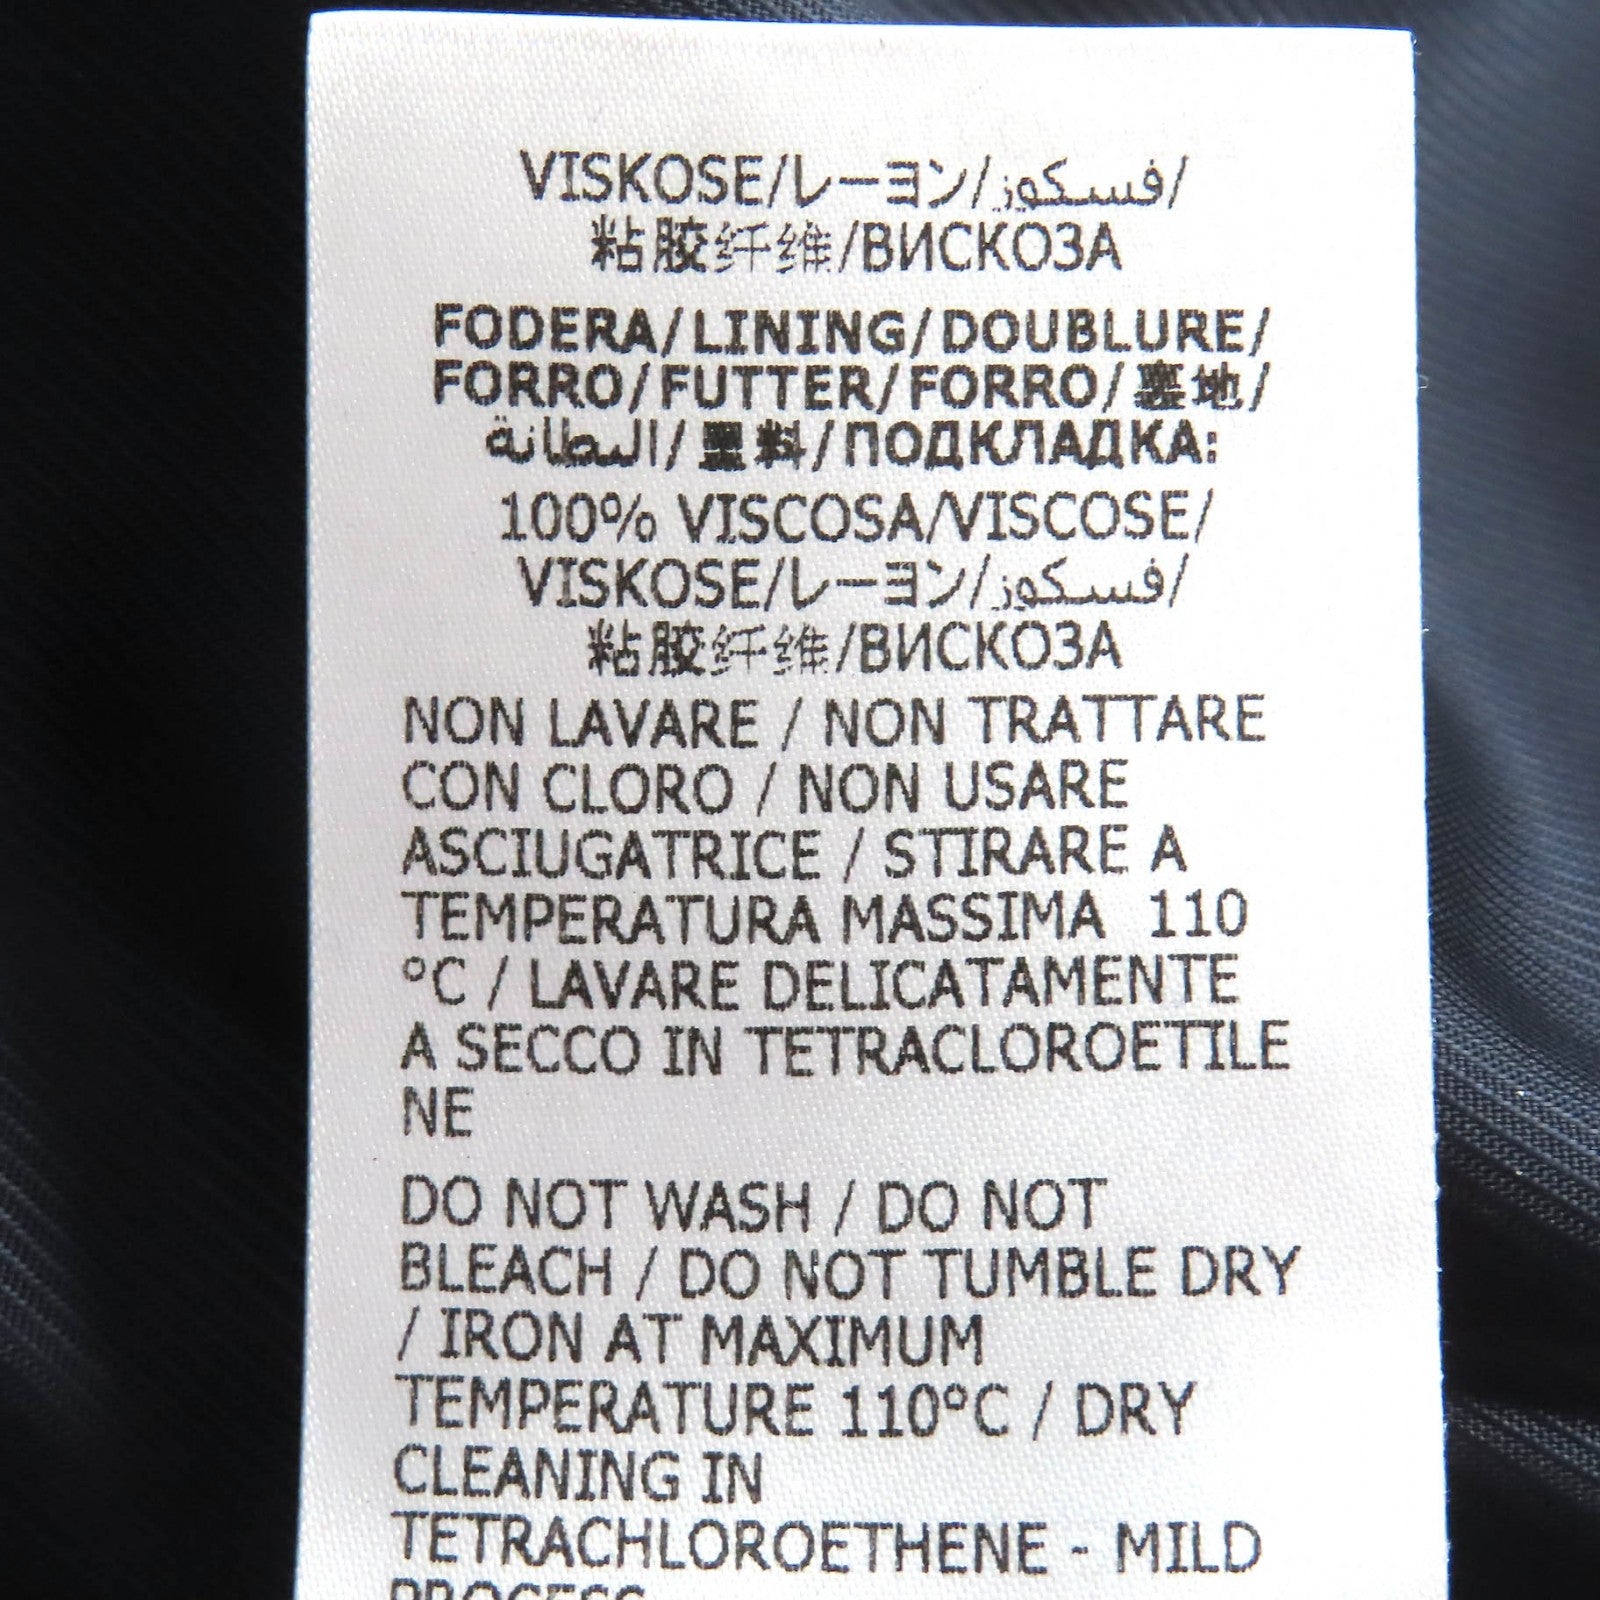 VISKOSE/レーヨン/فسكوز/
粘胶纤维/ВИСКОЗА
FODERA/LINING/DOUBLURE/
FORRO/FUTTER/FORRO/裏地/
البطانة/里料/ПОДКЛАДКА:
100% VISCOSA/VISCOSE/
VISKOSE/レーヨン/فسكوز/
粘胶纤维/ВИСКОЗА
NON LAVARE / NON TRATTARE
CON CLORO / NON USARE
ASCIUGATRICE / STIRARE A
TEMPERATURA MASSIMA 110
°C / LAVARE DELICATAMENTE
A SECCO IN TETRACLOROETILE
NE
DO NOT WASH / DO NOT
BLEACH / DO NOT TUMBLE DRY
/ IRON AT MAXIMUM
TEMPERATURE 110°C / DRY
CLEANING IN
TETRACHLOROETHENE - MILD
PROCESS